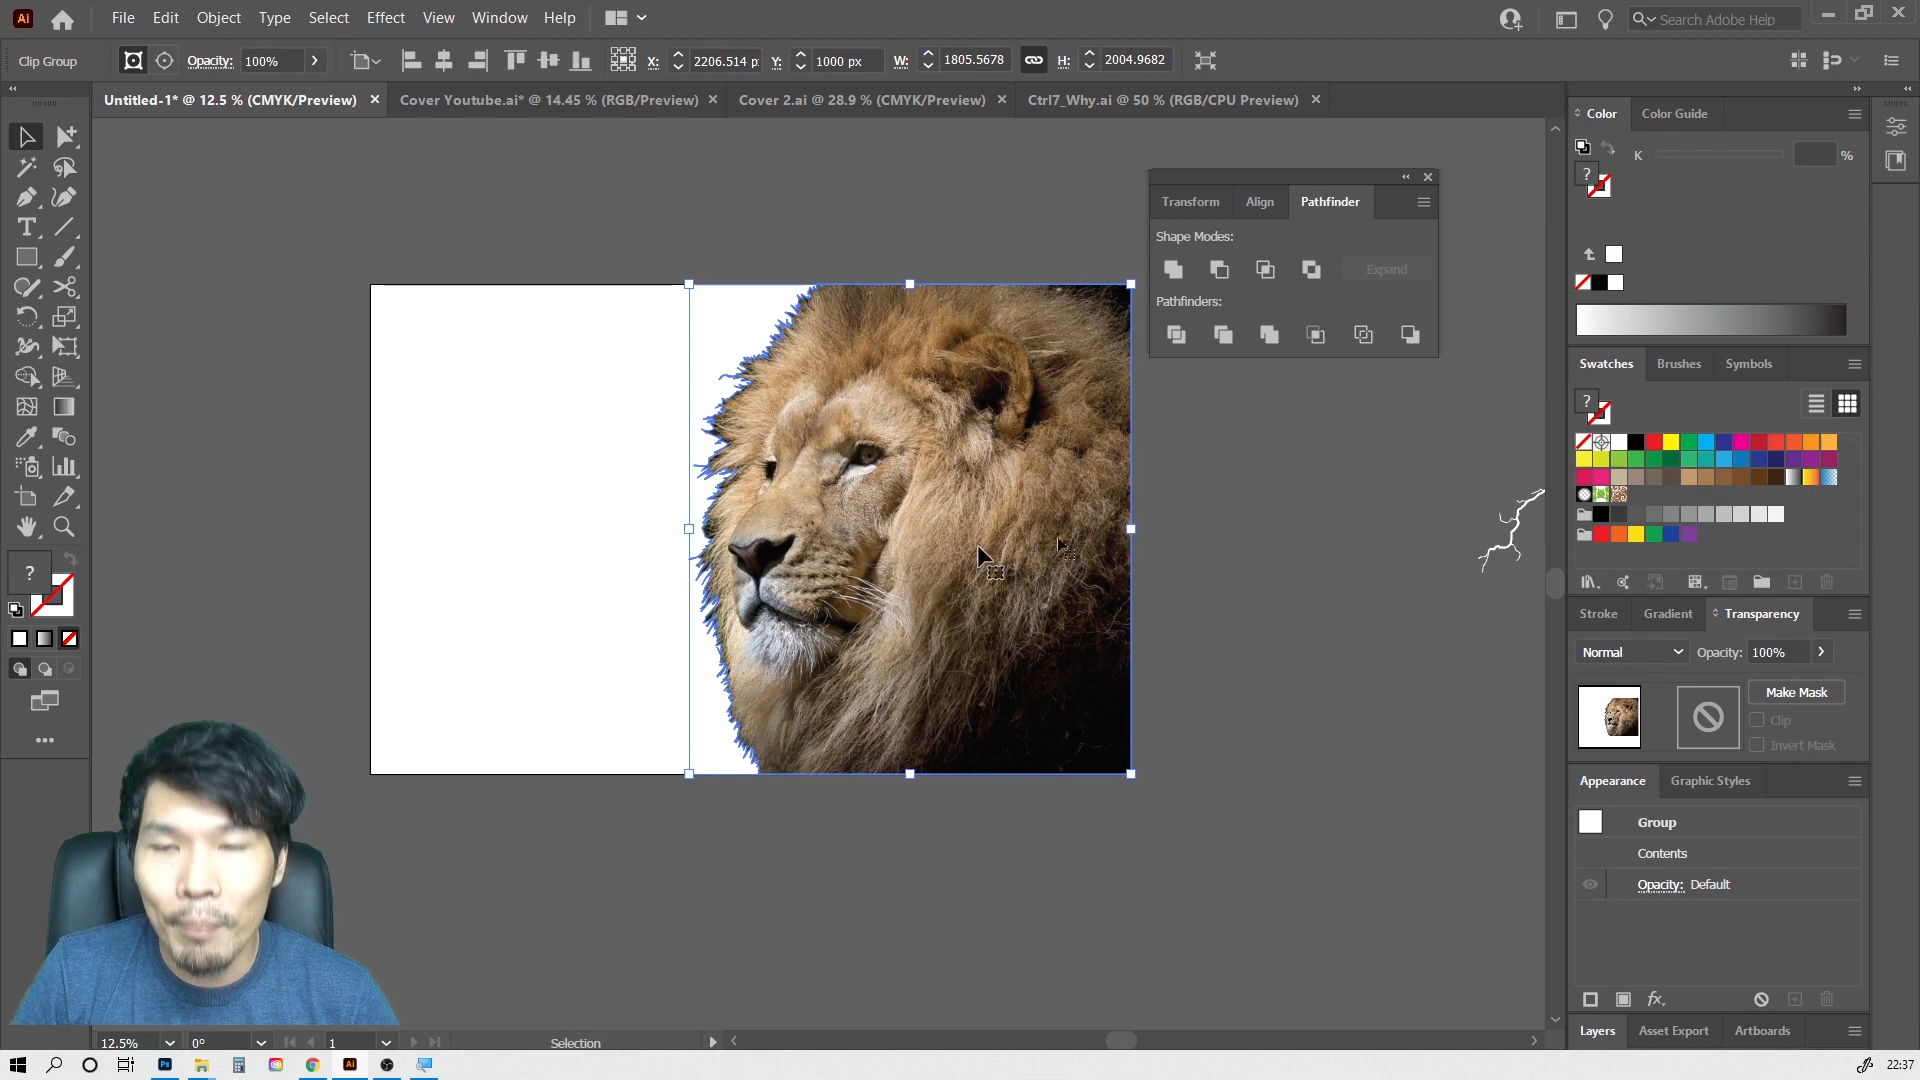 Ai File Edit Object Type Select Effect View Window Help Search Adobe Help
Clip Group Opacity: 100% X: 2206.514 p Y: 1000 px W: 1805.5678 H: 2004.9682
Untitled-1* @ 12.5 % (CMYK/Preview) Cover Youtube.ai* @ 14.45 % (RGB/Preview) Cover 2.ai @ 28.9 % (CMYK/Preview) Ctrl7_Why.ai @ 50 % (RGB/CPU Preview)
Color Color Guide
K %
?
Transform Align Pathfinder
Shape Modes:
Expand
Pathfinders:
Swatches Brushes Symbols
?
?
Stroke Gradient Transparency
Normal Opacity: 100%
Make Mask
Clip
Invert Mask
Appearance Graphic Styles
Group
Contents
Opacity: Default
fx.
Layers Asset Export Artboards
12.5% 0° 1 Selection
Ps Ai 22:37